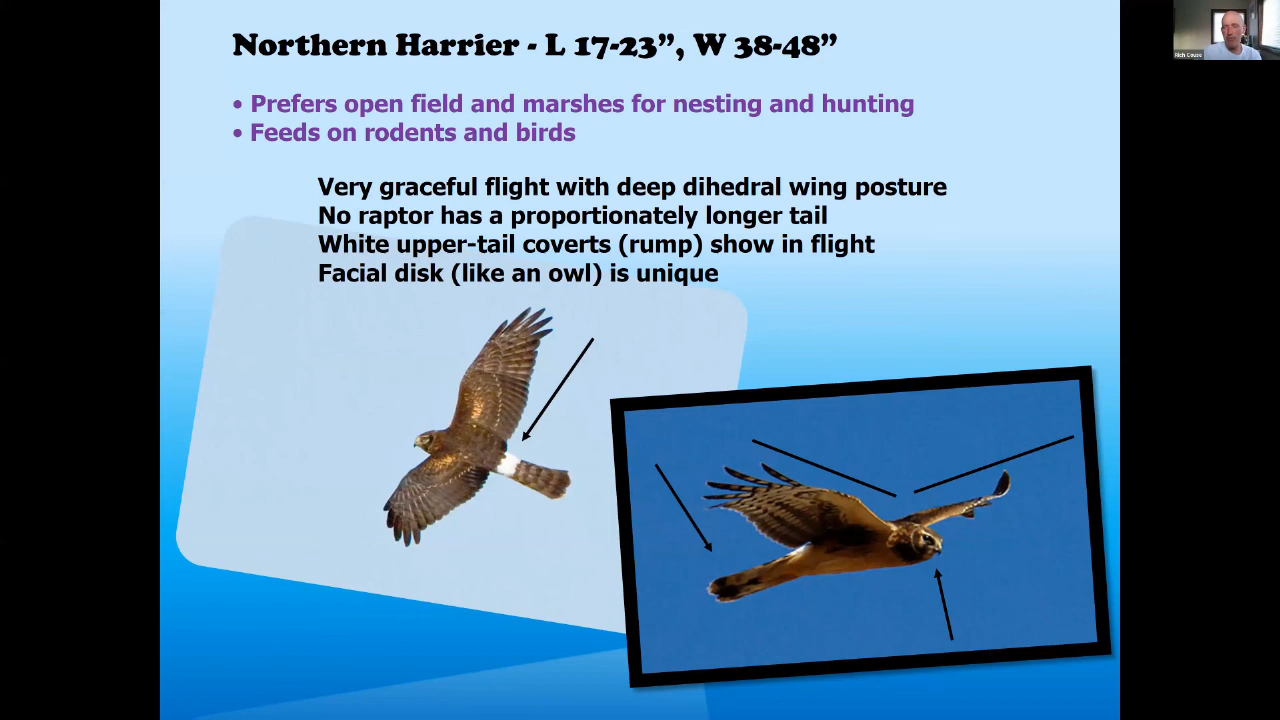 Northern Harrier - L 17-23”, W 38-48”
• Prefers open field and marshes for nesting and hunting
• Feeds on rodents and birds
Very graceful flight with deep dihedral wing posture
No raptor has a proportionately longer tail
White upper-tail coverts (rump) show in flight
Facial disk (like an owl) is unique
Rich Couse